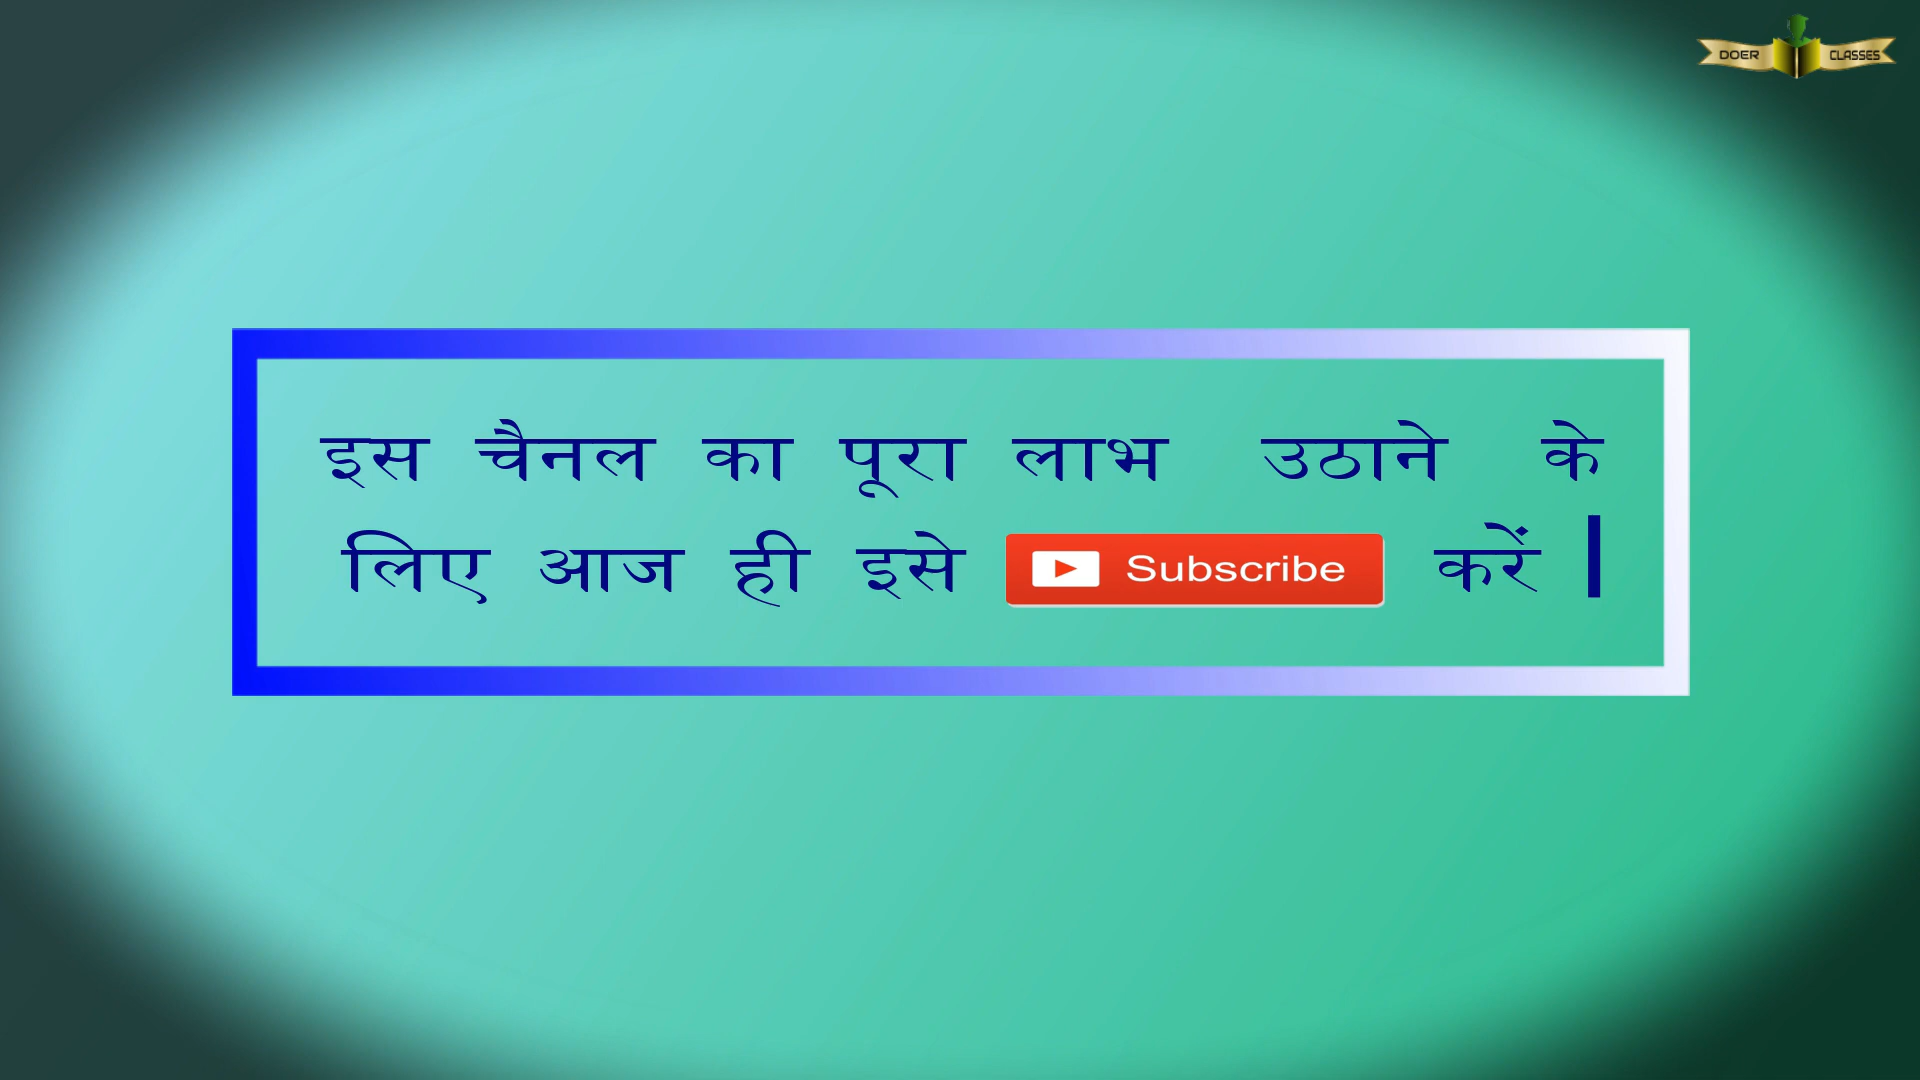 DOER CLASSES
इस चैनल का पूरा लाभ उठाने के
लिए आज ही इसे Subscribe करें |